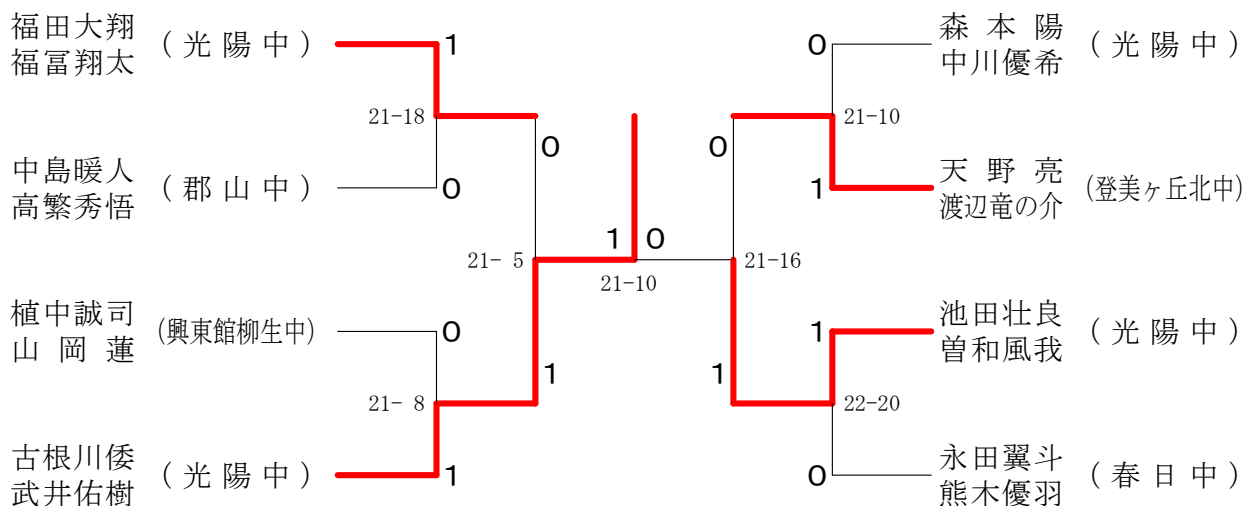 福田大翔
福冨翔太
(光陽中)
1
21-18
中島暖人
高繁秀悟
(郡山中)
0
0
21- 5
植中誠司
山岡蓮
(興東館柳生中)
0
21- 8
1
古根川倭
武井佑樹
(光陽中)
1
1
0
21-10
森本陽
中川優希
(光陽中)
0
21-10
0
天野亮
渡辺竜の介
(登美ヶ丘北中)
1
21-16
池田壮良
曽和風我
(光陽中)
1
1
22-20
永田翼斗
熊木優羽
(春日中)
0